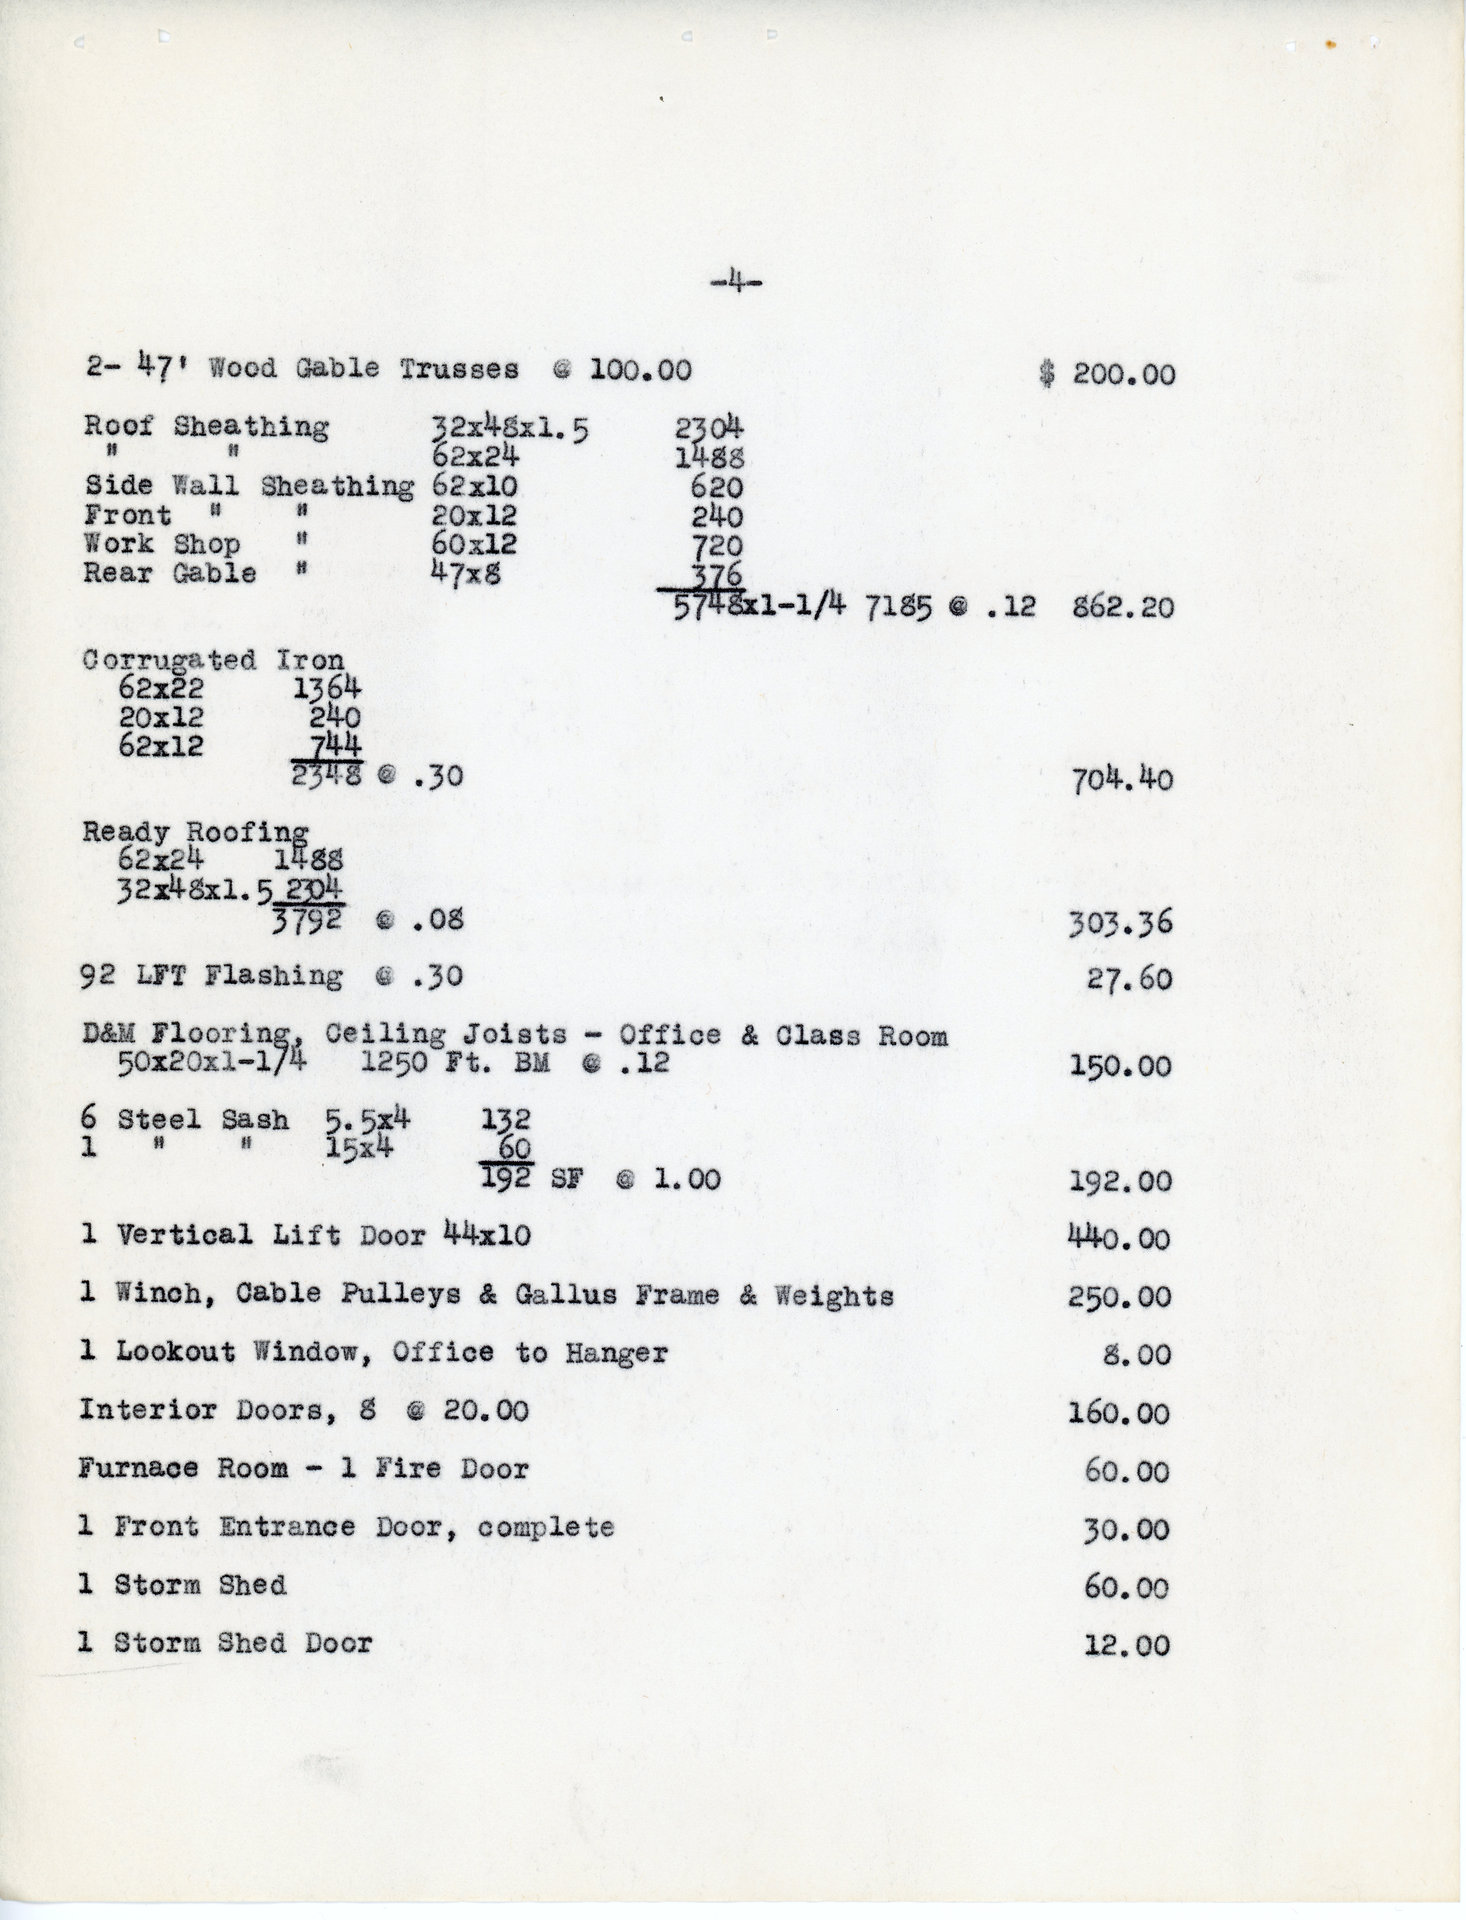 -4-
2- 47' Wood Gable Trusses @ 100.00 $ 200.00
Roof Sheathing 32x48x1.5 2304
" " 62x24 1488
Side Wall Sheathing 62x10 620
Front " " 20x12 240
Work Shop " 60x12 720
Rear Gable " 47x8 376
5748x1-1/4 7185 @ .12 862.20
Corrugated Iron
62x22 1364
20x12 240
62x12 744
2348 @ .30 704.40
Ready Roofing
62x24 1488
32x48x1.5 2304
3792 @ .08 303.36
92 LFT Flashing @ .30 27.60
D&M Flooring, Ceiling Joists - Office & Class Room
50x20x1-1/4 1250 Ft. BM @ .12 150.00
6 Steel Sash 5.5x4 132
1 " " 15x4 60
192 SF @ 1.00 192.00
1 Vertical Lift Door 44x10 440.00
1 Winch, Cable Pulleys & Gallus Frame & Weights 250.00
1 Lookout Window, Office to Hanger 8.00
Interior Doors, 8 @ 20.00 160.00
Furnace Room - 1 Fire Door 60.00
1 Front Entrance Door, complete 30.00
1 Storm Shed 60.00
1 Storm Shed Door 12.00